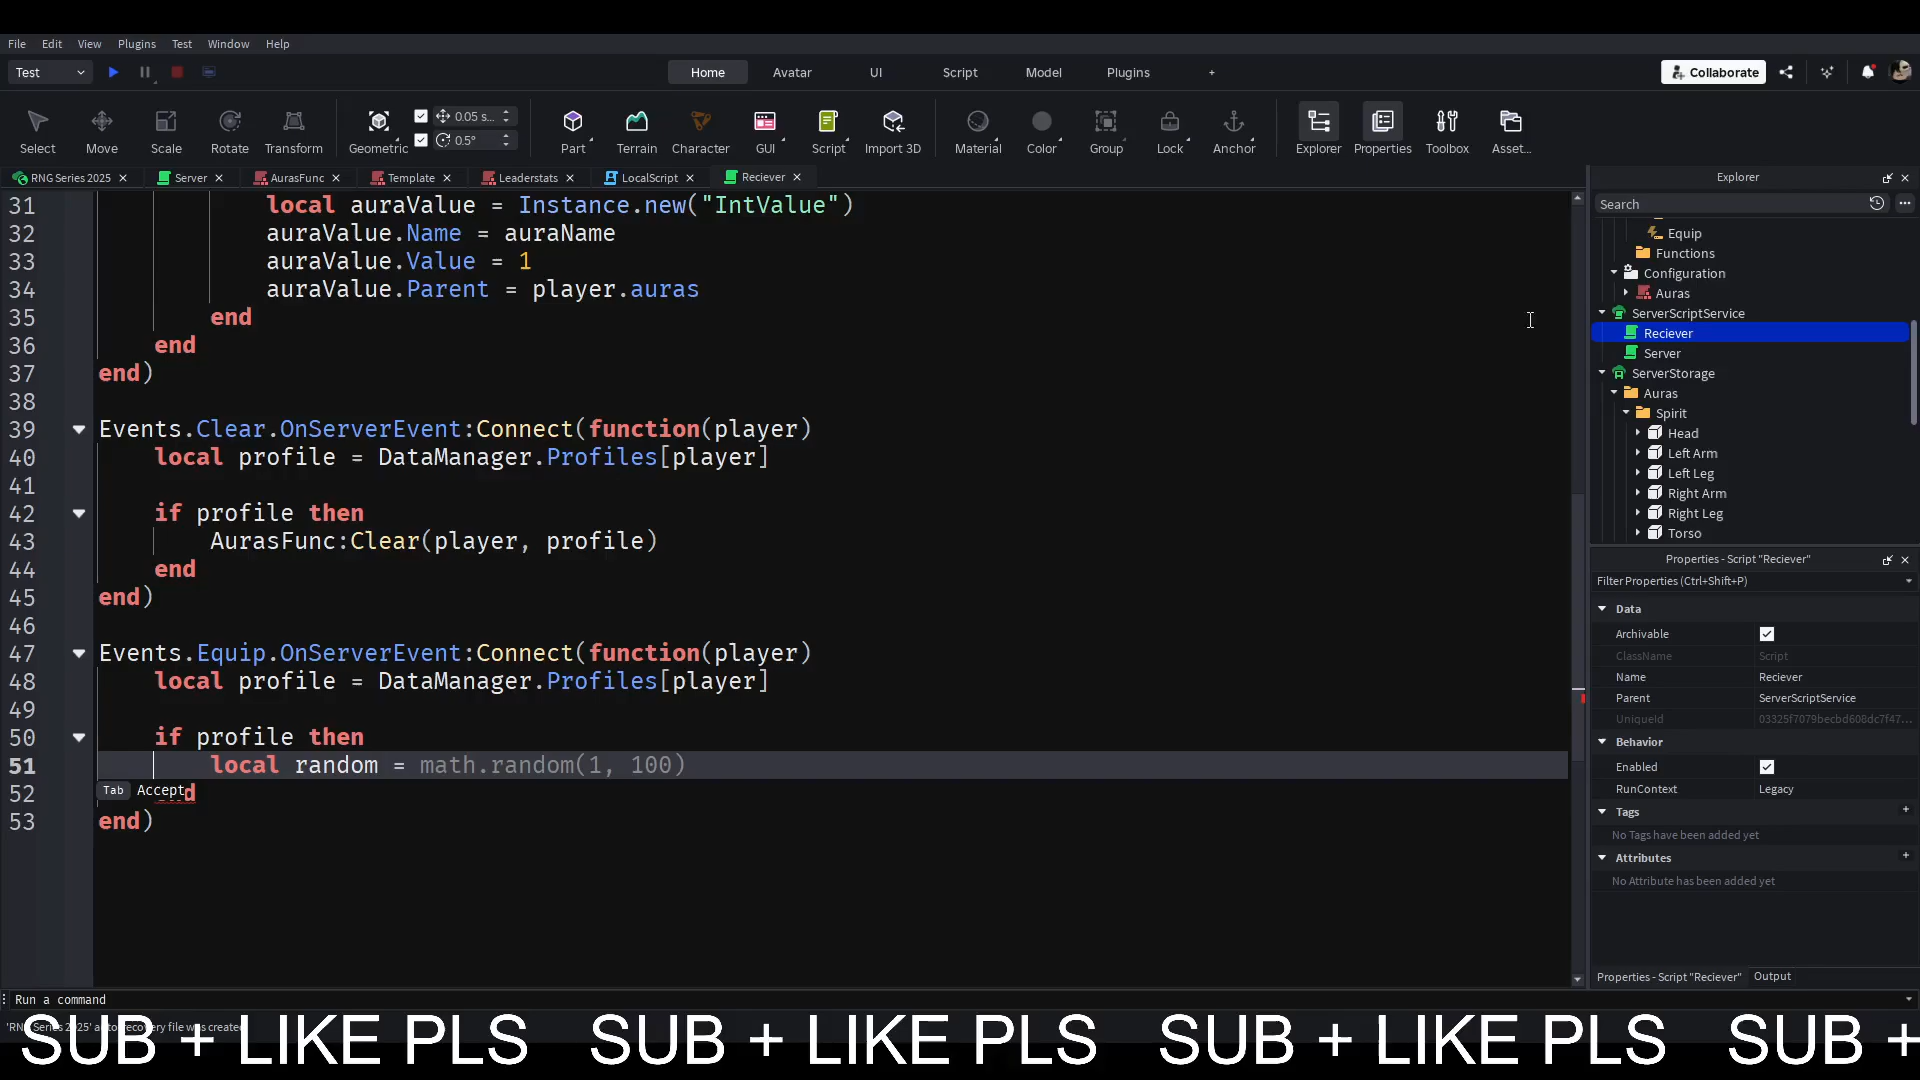 File Edit View Plugins Test Window Help
Test Home Avatar UI Script Model Plugins + Collaborate
0.05 s...
0.5°
Select Move Scale Rotate Transform Geometric Part Terrain Character GUI Script Import 3D Material Color Group Lock Anchor Explorer Properties Toolbox Asset...
RNG Series 2025 Server AurasFunc Template Leaderstats LocalScript Reciever
31 local auraValue = Instance.new("IntValue")
32 auraValue.Name = auraName
33 auraValue.Value = 1
34 auraValue.Parent = player.auras
35 end
36 end
37 end)
38
39 Events.Clear.OnServerEvent:Connect(function(player)
40 local profile = DataManager.Profiles[player]
41
42 if profile then
43 AurasFunc:Clear(player, profile)
44 end
45 end)
46
47 Events.Equip.OnServerEvent:Connect(function(player)
48 local profile = DataManager.Profiles[player]
49
50 if profile then
51 local random = math.random(1, 100)
52 Tab Accept
53 end)
Explorer
Search
Equip
Functions
Configuration
Auras
ServerScriptService
Reciever
Server
ServerStorage
Auras
Spirit
Head
Left Arm
Left Leg
Right Arm
Right Leg
Torso
Properties - Script "Reciever"
Filter Properties (Ctrl+Shift+P)
Data
Archivable
ClassName Script
Name Reciever
Parent ServerScriptService
UniqueId 03325f7079becbd608dc7f47...
Behavior
Enabled
RunContext Legacy
Tags +
No Tags have been added yet
Attributes +
No Attribute has been added yet
Properties - Script "Reciever" Output
Run a command
SUB + LIKE PLS SUB + LIKE PLS SUB + LIKE PLS SUB +